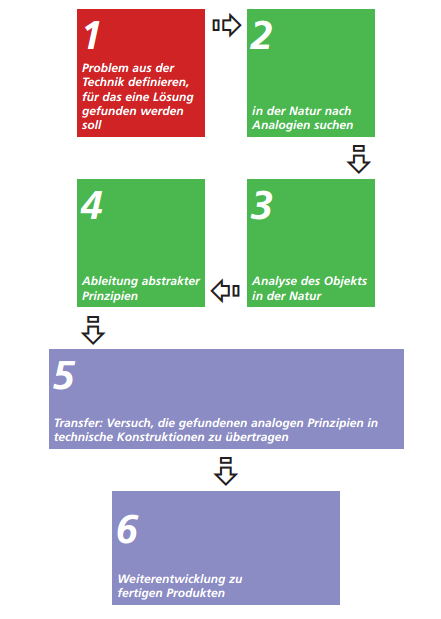 1
Problem aus der
Technik definieren,
für das eine Lösung
gefunden werden
soll
2
in der Natur nach
Analogien suchen
3
Analyse des Objekts
in der Natur
4
Ableitung abstrakter
Prinzipien
5
Transfer: Versuch, die gefundenen analogen Prinzipien in
technische Konstruktionen zu übertragen
6
Weiterentwicklung zu
fertigen Produkten